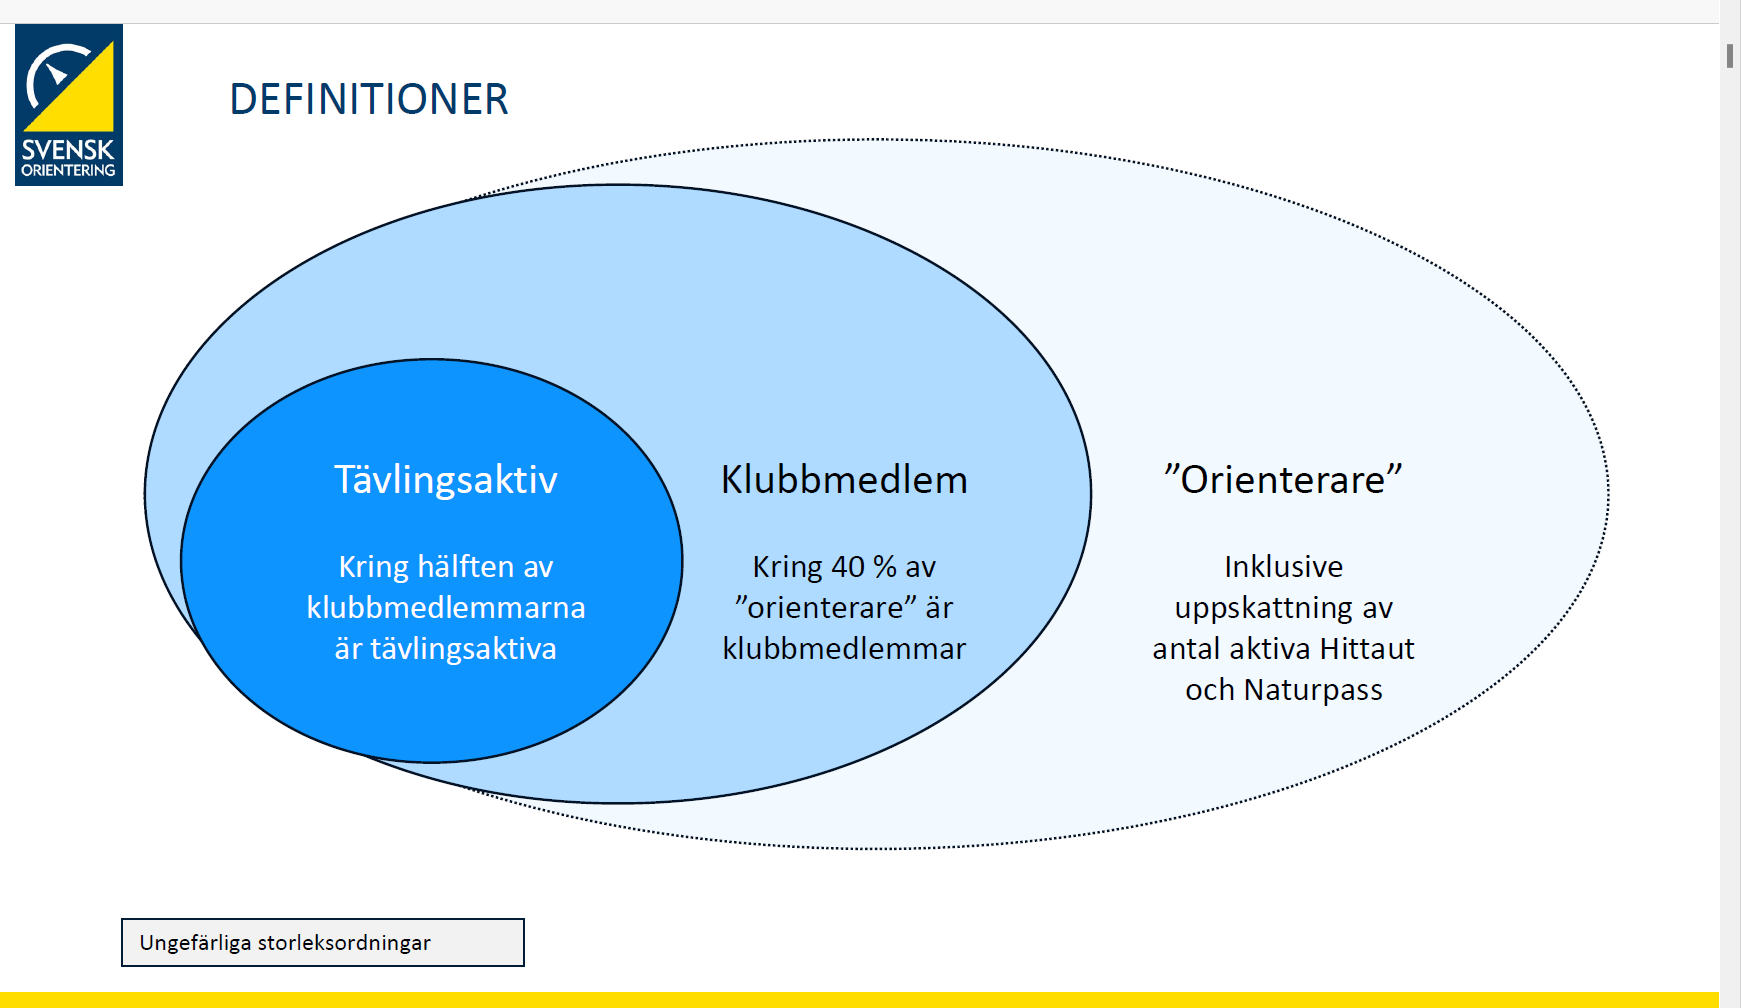 SVENSK
ORIENTERING
DEFINITIONER
Tävlingsaktiv
Kring hälften av
klubbmedlemmarna
är tävlingsaktiva
Klubbmedlem
Kring 40 % av
”orienterare” är
klubbmedlemmar
”Orienterare”
Inklusive
uppskattning av
antal aktiva Hittaut
och Naturpass
Ungefärliga storleksordningar